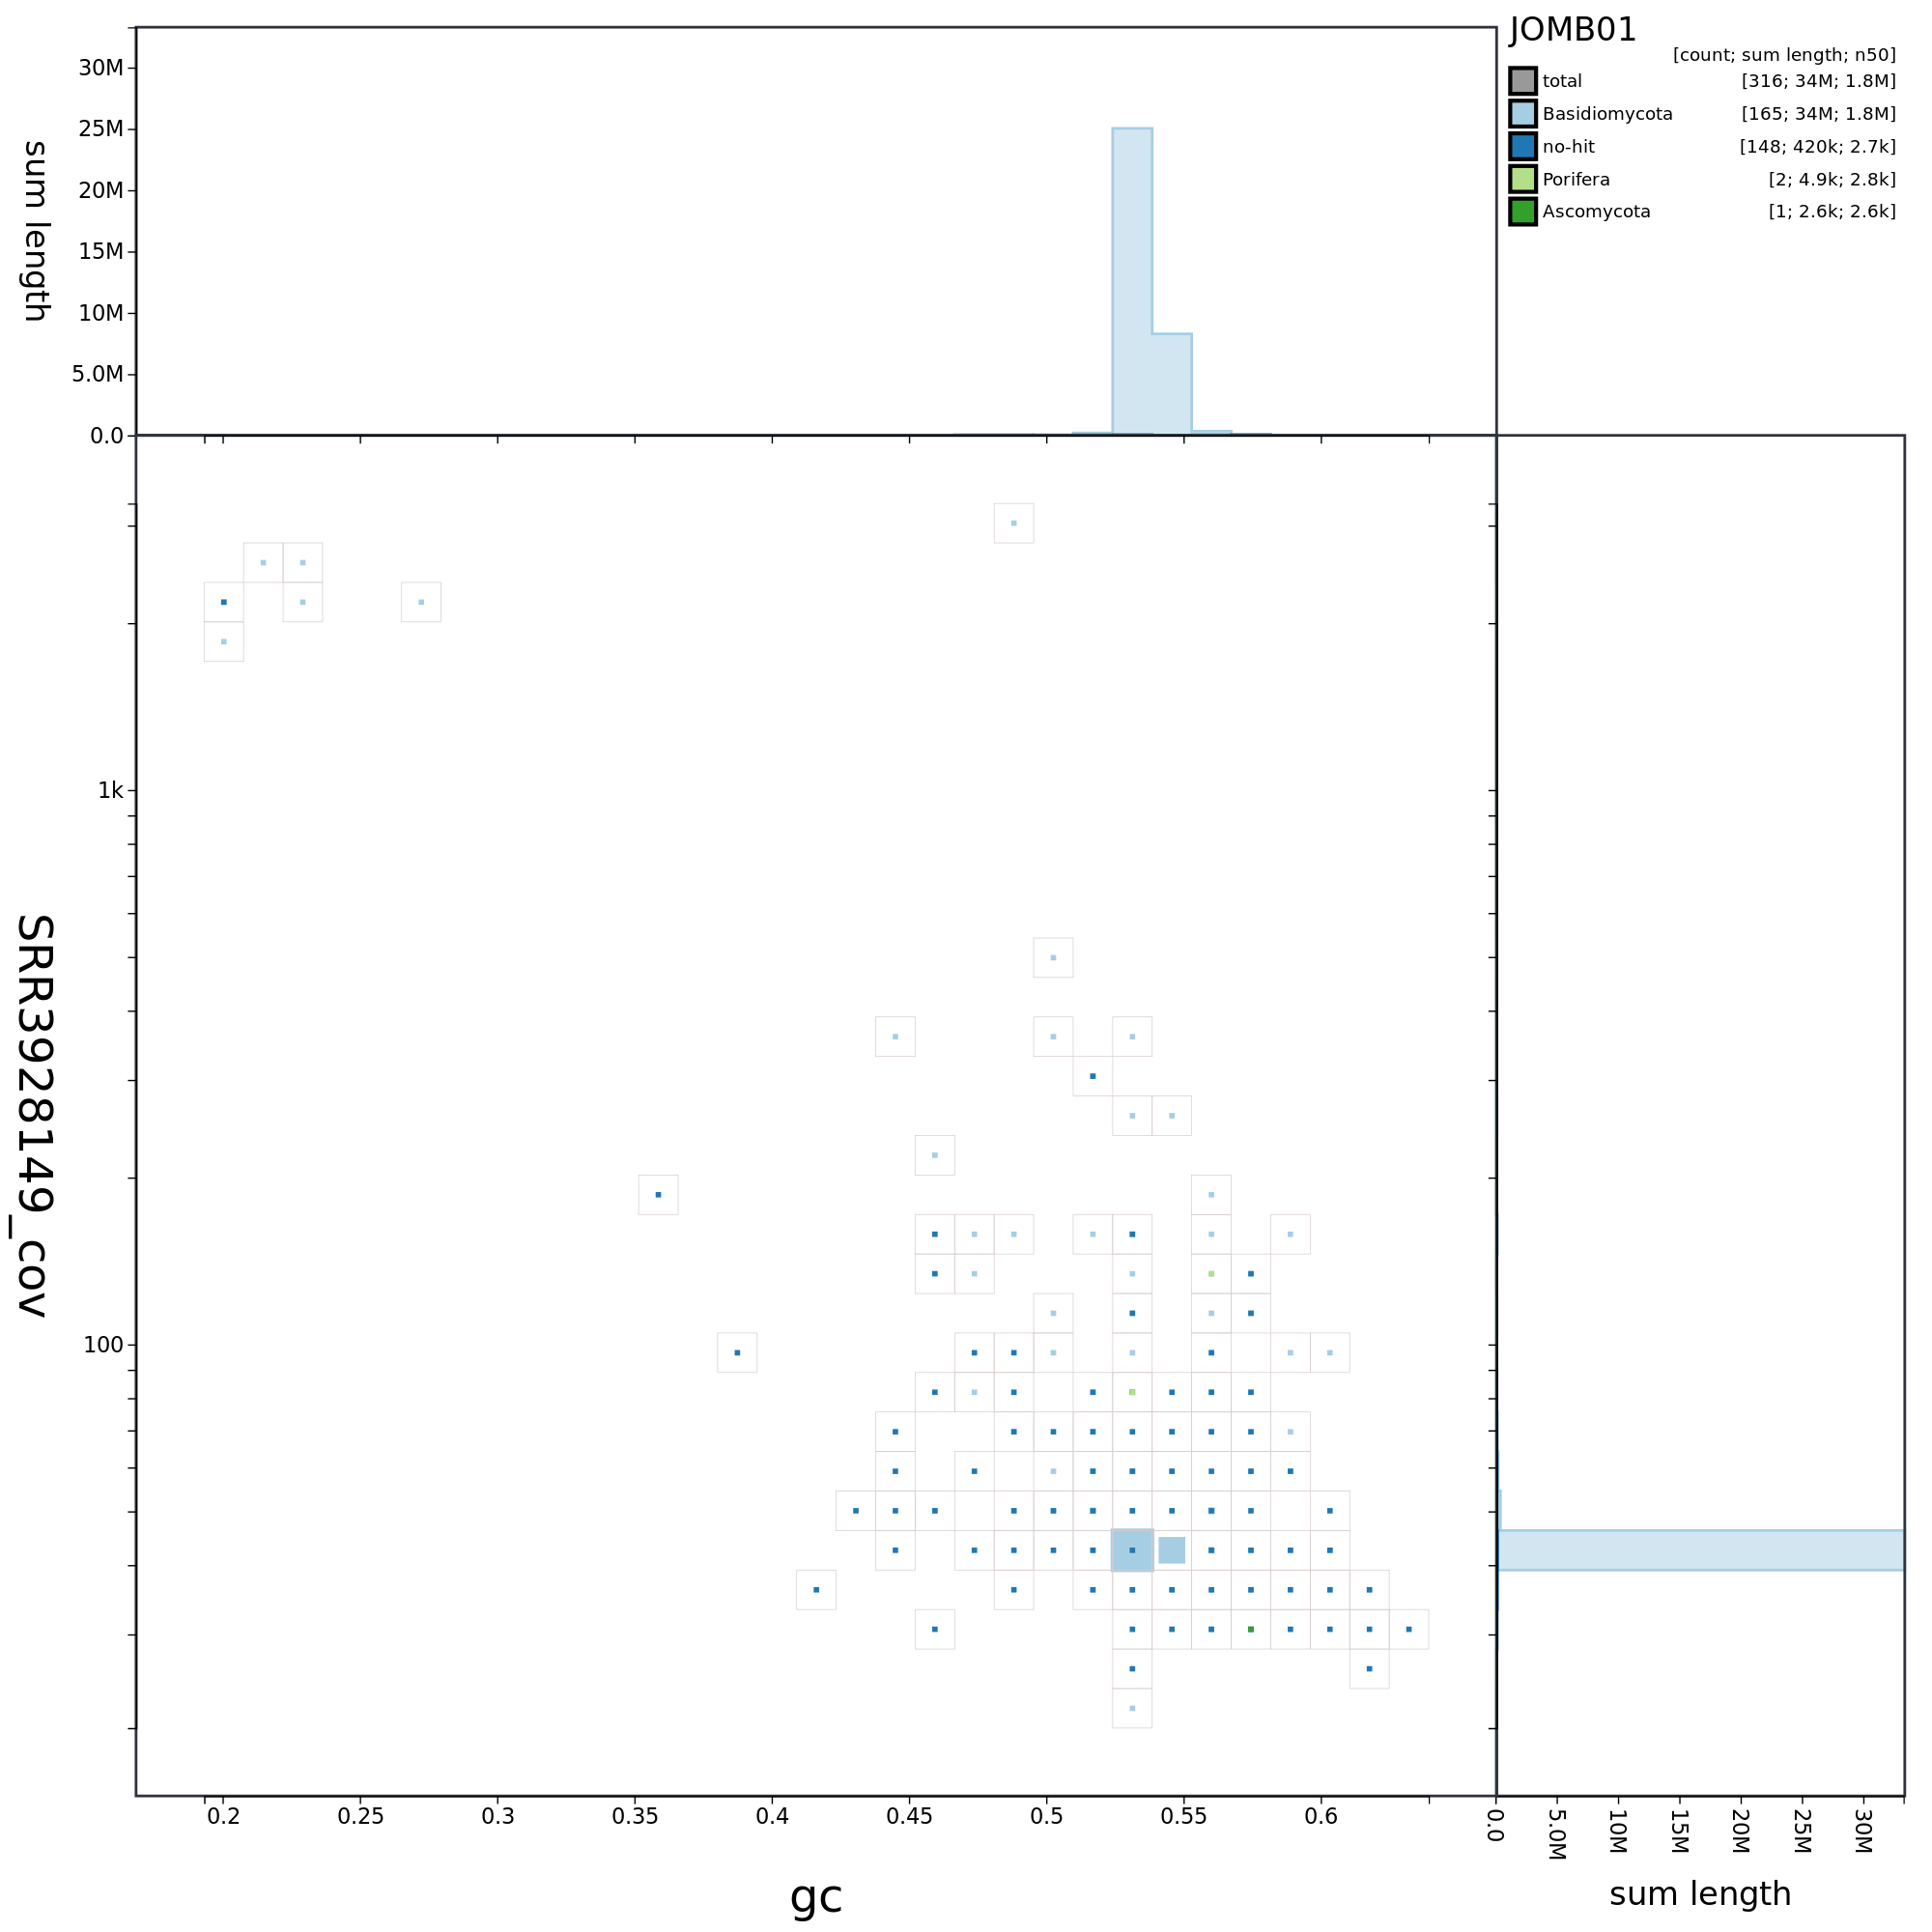 JOMB01
[count; sum length; n50]
total [316; 34M; 1.8M]
Basidiomycota [165; 34M; 1.8M]
no-hit [148; 420k; 2.7k]
Porifera [2; 4.9k; 2.8k]
Ascomycota [1; 2.6k; 2.6k]
sum length
30M
25M
20M
15M
10M
5.0M
0.0
SRR3928149_cov
1k
100
0.2 0.25 0.3 0.35 0.4 0.45 0.5 0.55 0.6
gc
0.0 5.0M 10M 15M 20M 25M 30M
sum length